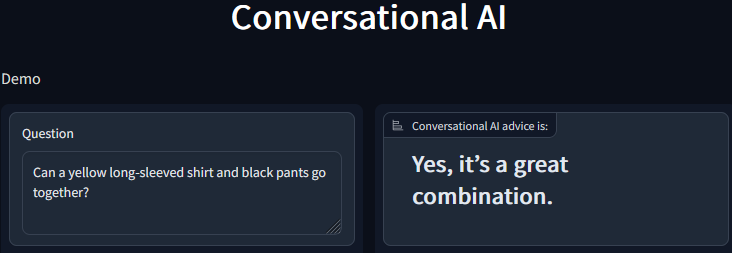 Conversational AI
Demo
Question
Can a yellow long-sleeved shirt and black pants go
together?
Conversational AI advice is:
Yes, it’s a great
combination.